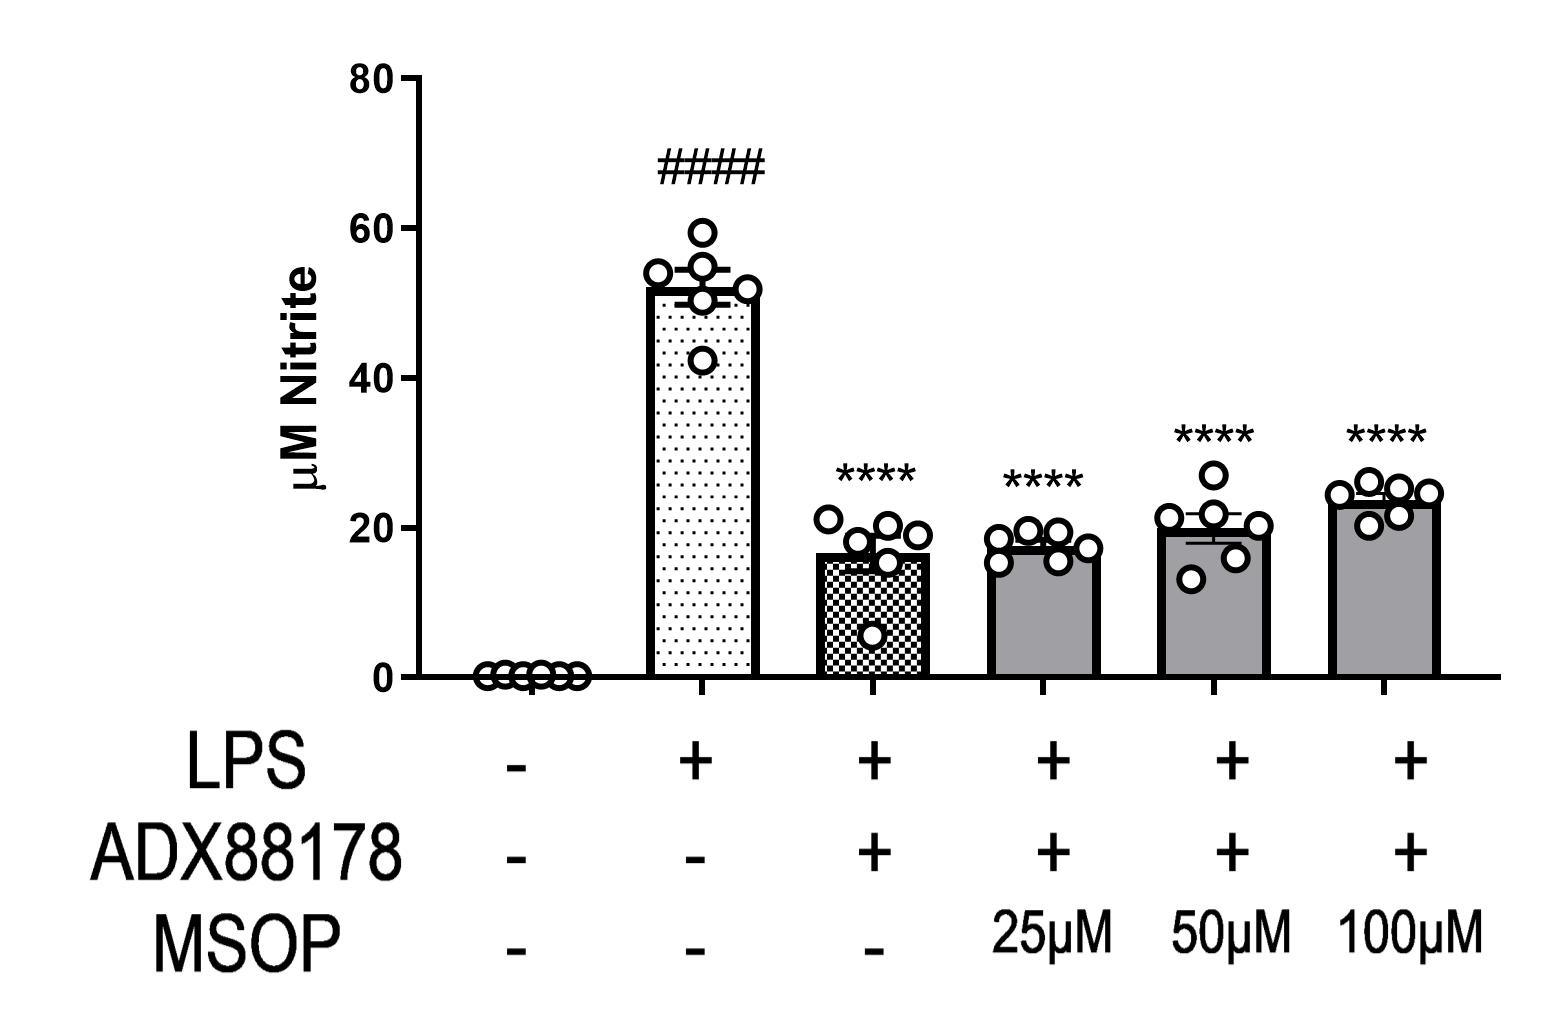 80
####
60
μM Nitrite
40
**** ****
**** ****
20
0
LPS - + + + + +
ADX88178 - - + + + +
MSOP - - - 25μM 50μM 100μM